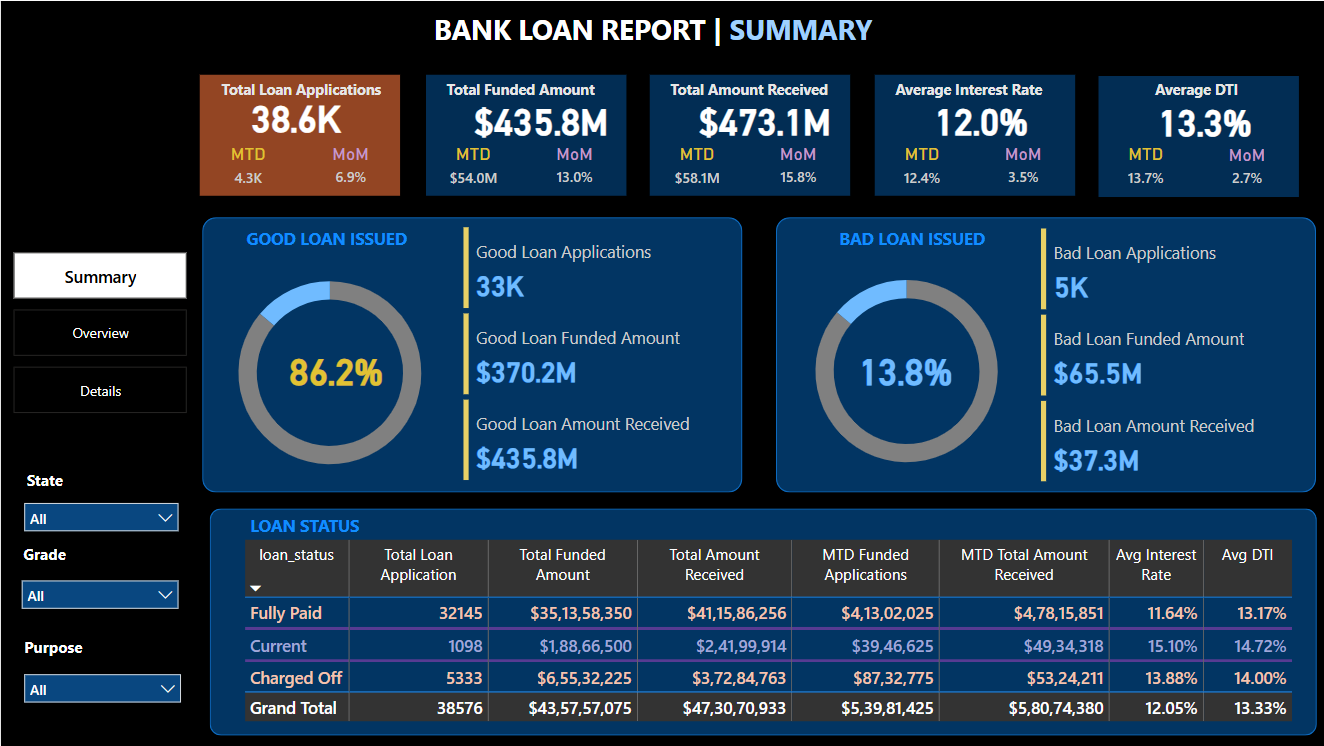 BANK LOAN REPORT | SUMMARY
Total Loan Applications
38.6K
MTD MoM
4.3K 6.9%
Total Funded Amount
$435.8M
MTD MoM
$54.0M 13.0%
Total Amount Received
$473.1M
MTD MoM
$58.1M 15.8%
Average Interest Rate
12.0%
MTD MoM
12.4% 3.5%
Average DTI
13.3%
MTD MoM
13.7% 2.7%
Summary
Overview
Details
State
All
Grade
All
Purpose
All
GOOD LOAN ISSUED
86.2%
Good Loan Applications
33K
Good Loan Funded Amount
$370.2M
Good Loan Amount Received
$435.8M
BAD LOAN ISSUED
13.8%
Bad Loan Applications
5K
Bad Loan Funded Amount
$65.5M
Bad Loan Amount Received
$37.3M
LOAN STATUS
loan_status Total Loan Total Funded Total Amount MTD Funded MTD Total Amount Avg Interest Avg DTI
Application Amount Received Applications Received Rate
Fully Paid 32145 $35,13,58,350 $41,15,86,256 $4,13,02,025 $4,78,15,851 11.64% 13.17%
Current 1098 $1,88,66,500 $2,41,99,914 $39,46,625 $49,34,318 15.10% 14.72%
Charged Off 5333 $6,55,32,225 $3,72,84,763 $87,32,775 $53,24,211 13.88% 14.00%
Grand Total 38576 $43,57,57,075 $47,30,70,933 $5,39,81,425 $5,80,74,380 12.05% 13.33%